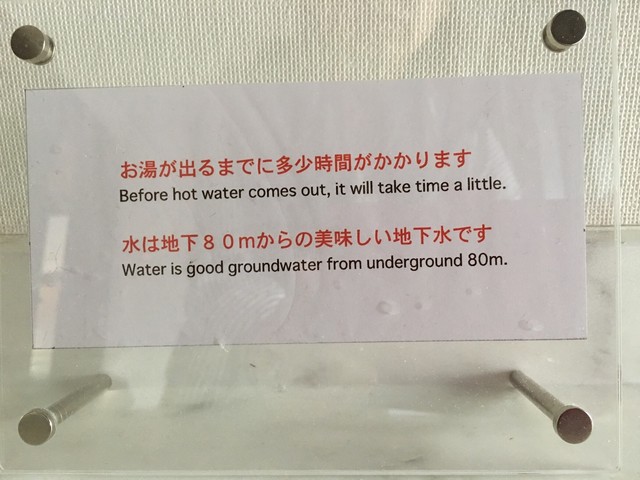 お湯が出るまでに多少時間がかかります
Before hot water comes out, it will take time a little.
水は地下８０ｍからの美味しい地下水です
Water is good groundwater from underground 80m.